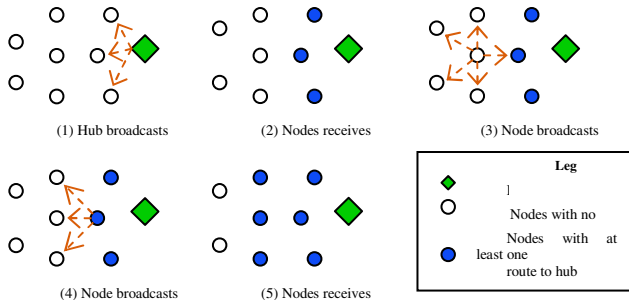 (1) Hub broadcasts
(2) Nodes receives
(3) Node broadcasts
(4) Node broadcasts
(5) Nodes receives
Leg
Nodes with no
Nodes with at
least one
route to hub